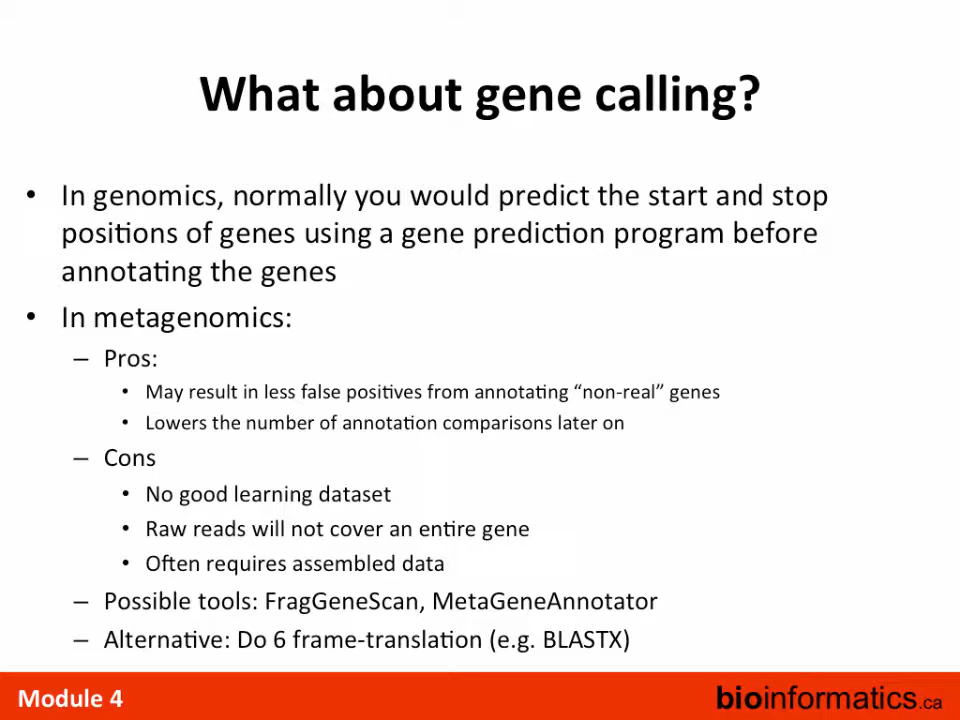 What about gene calling?
• In genomics, normally you would predict the start and stop
positions of genes using a gene prediction program before
annotating the genes
• In metagenomics:
– Pros:
• May result in less false positives from annotating “non-real” genes
• Lowers the number of annotation comparisons later on
– Cons
• No good learning dataset
• Raw reads will not cover an entire gene
• Often requires assembled data
– Possible tools: FragGeneScan, MetaGeneAnnotator
– Alternative: Do 6 frame-translation (e.g. BLASTX)
Module 4
bioinformatics.ca